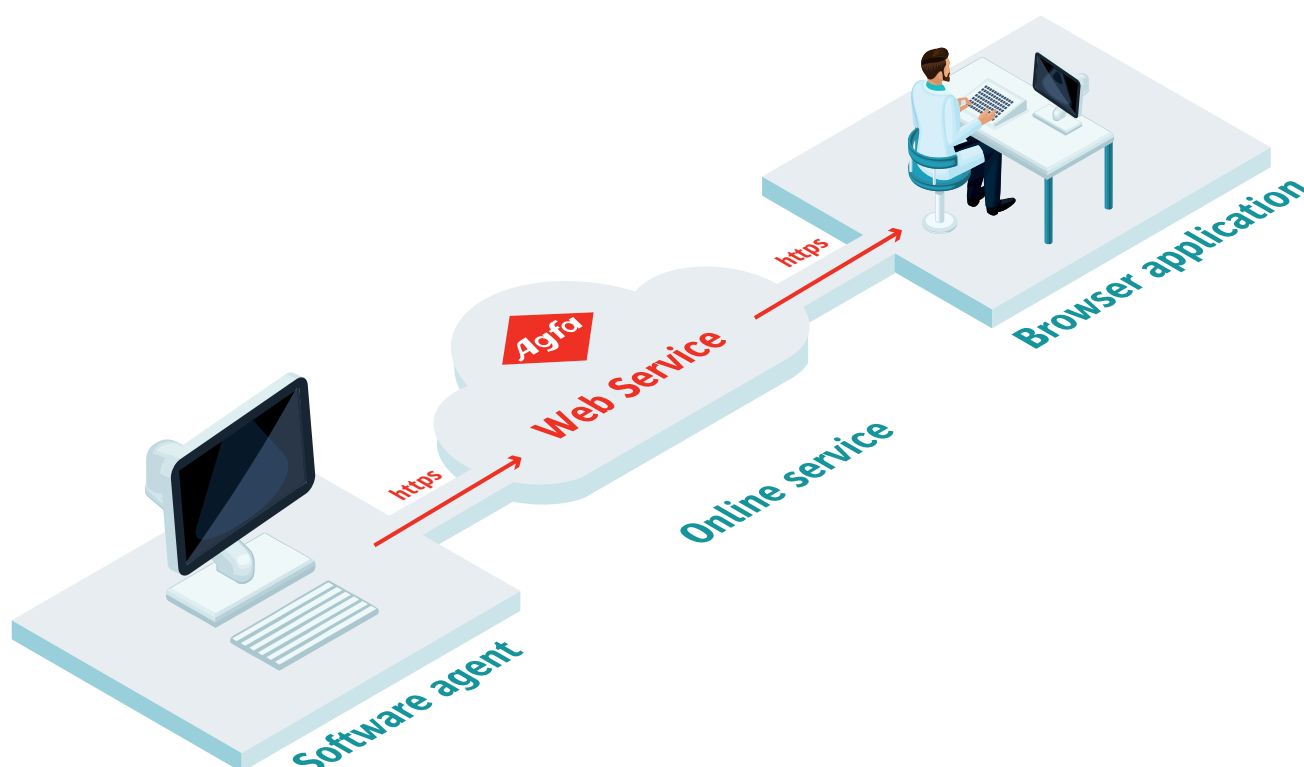 https
Browser application
Agfa
Web Service
Online service
https
Software agent